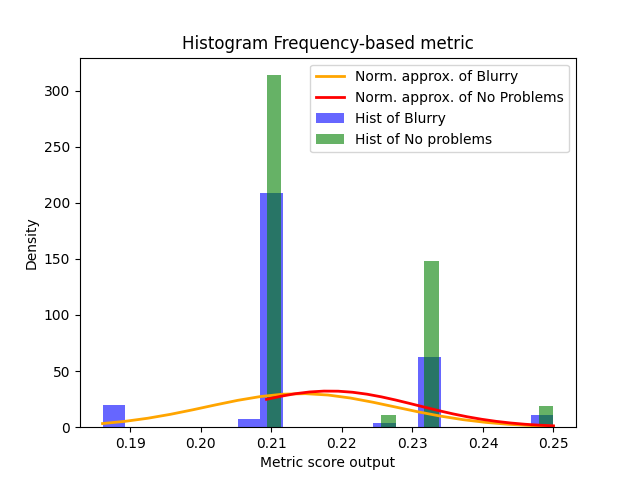 Histogram Frequency-based metric
Norm. approx. of Blurry
Norm. approx. of No Problems
Hist of Blurry
Hist of No problems
300
250
200
150
100
50
0
Density
0.19 0.20 0.21 0.22 0.23 0.24 0.25
Metric score output